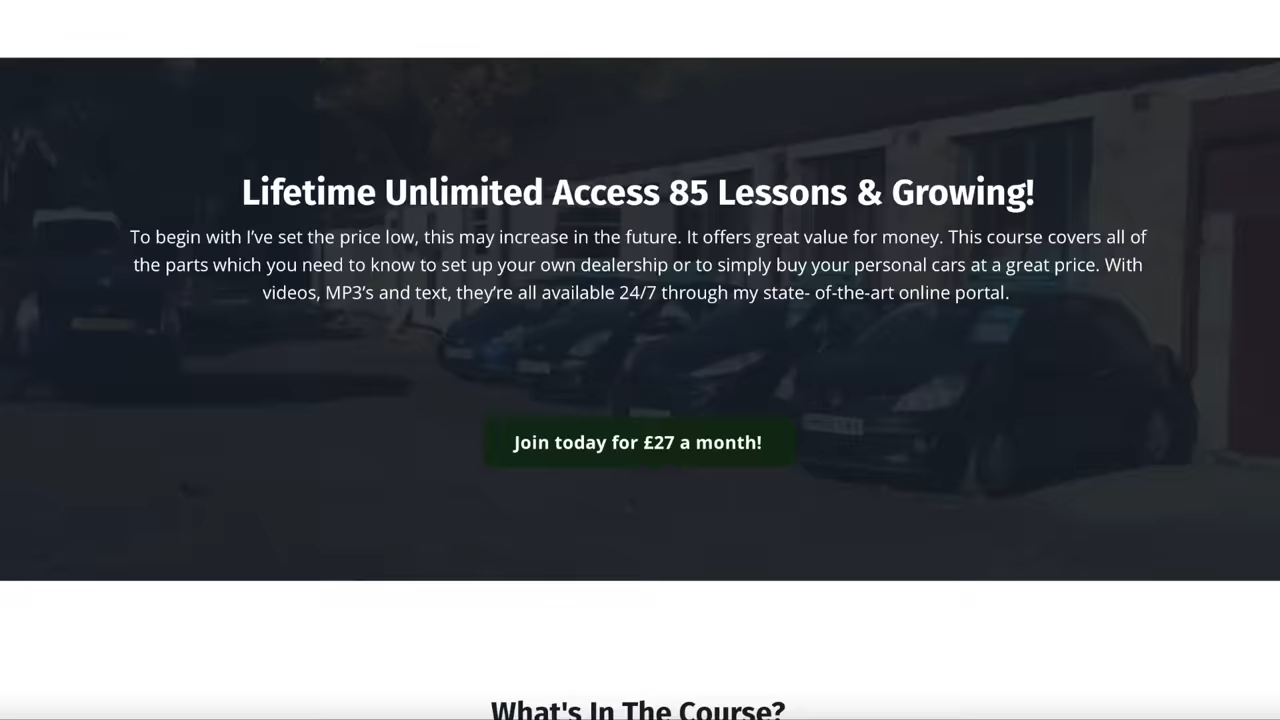 Lifetime Unlimited Access 85 Lessons & Growing!
To begin with I’ve set the price low, this may increase in the future. It offers great value for money. This course covers all of
the parts which you need to know to set up your own dealership or to simply buy your personal cars at a great price. With
videos, MP3’s and text, they’re all available 24/7 through my state- of-the-art online portal.
Join today for £27 a month!
What's In The Course?